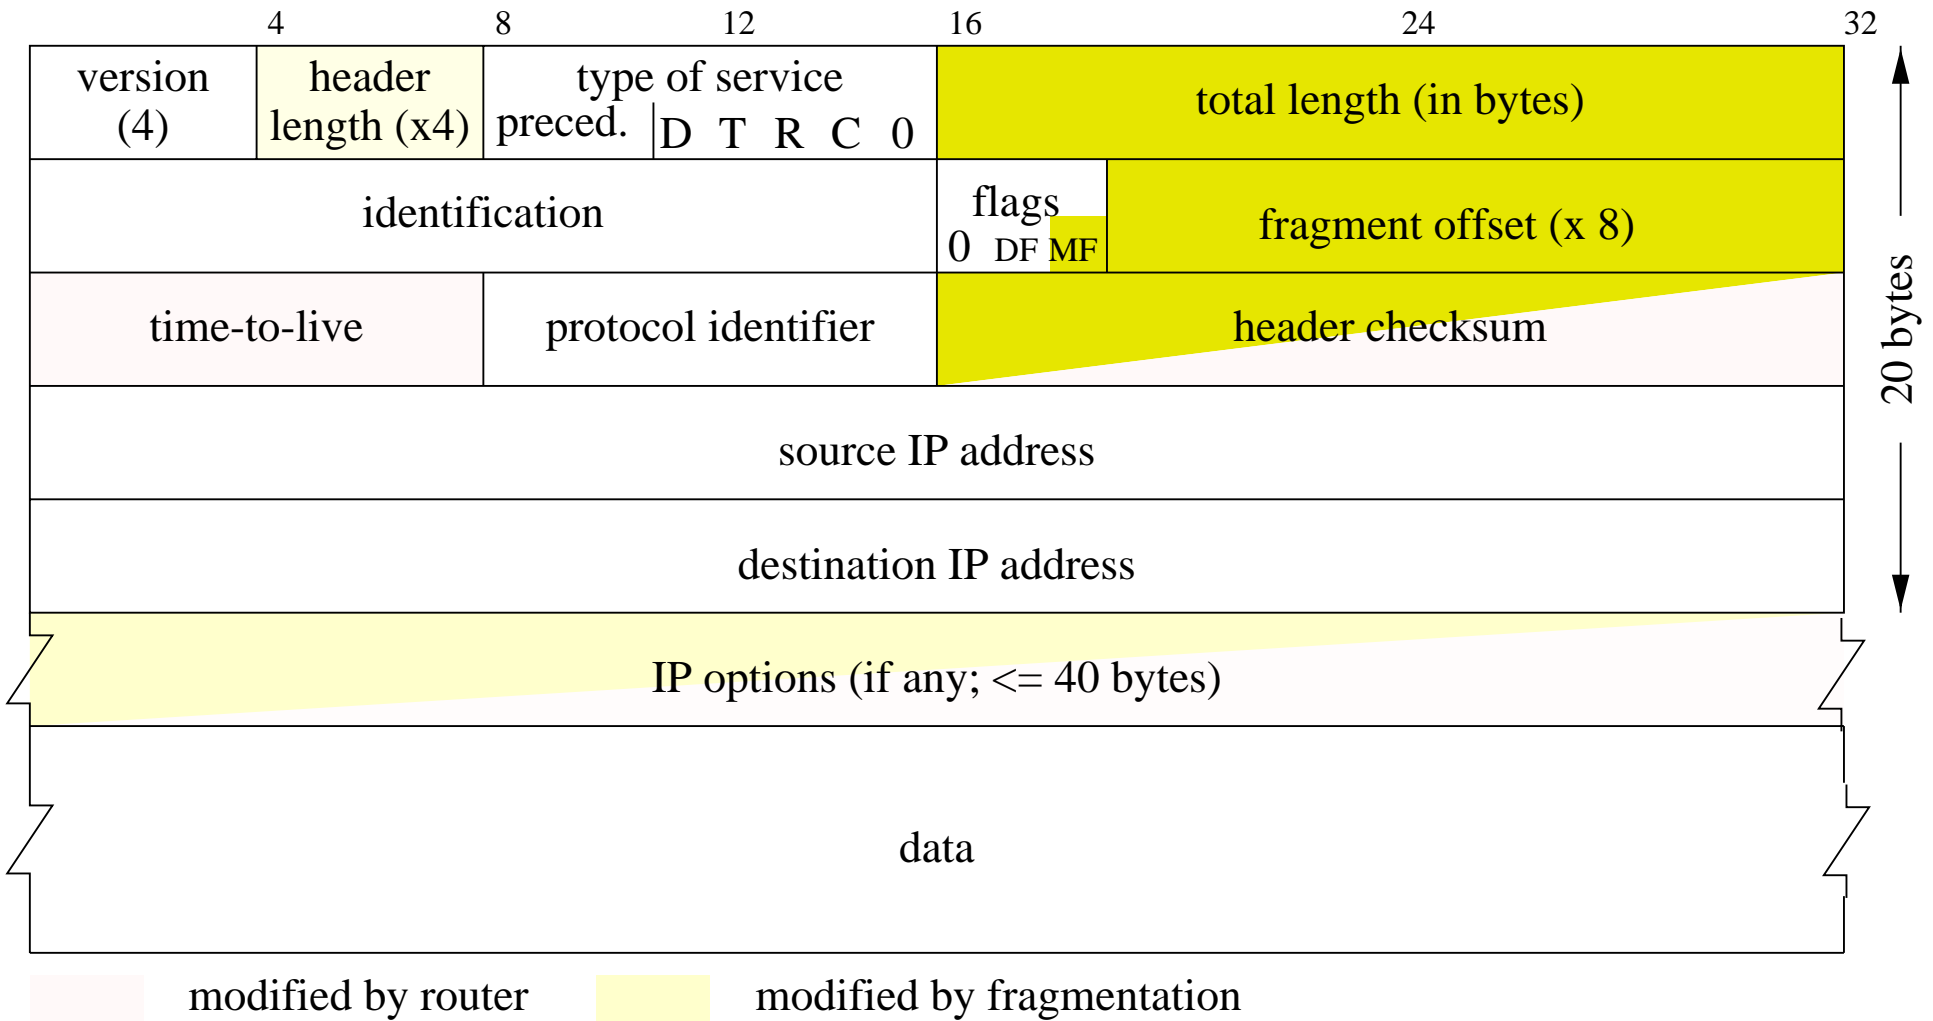 4 8 12 16 24 32
version
(4)
header
length (x4)
type of service
preced. D T R C 0
total length (in bytes)
identification
flags
0 DF MF
fragment offset (x 8)
time-to-live
protocol identifier
header checksum
20 bytes
source IP address
destination IP address
IP options (if any; <= 40 bytes)
data
modified by router
modified by fragmentation